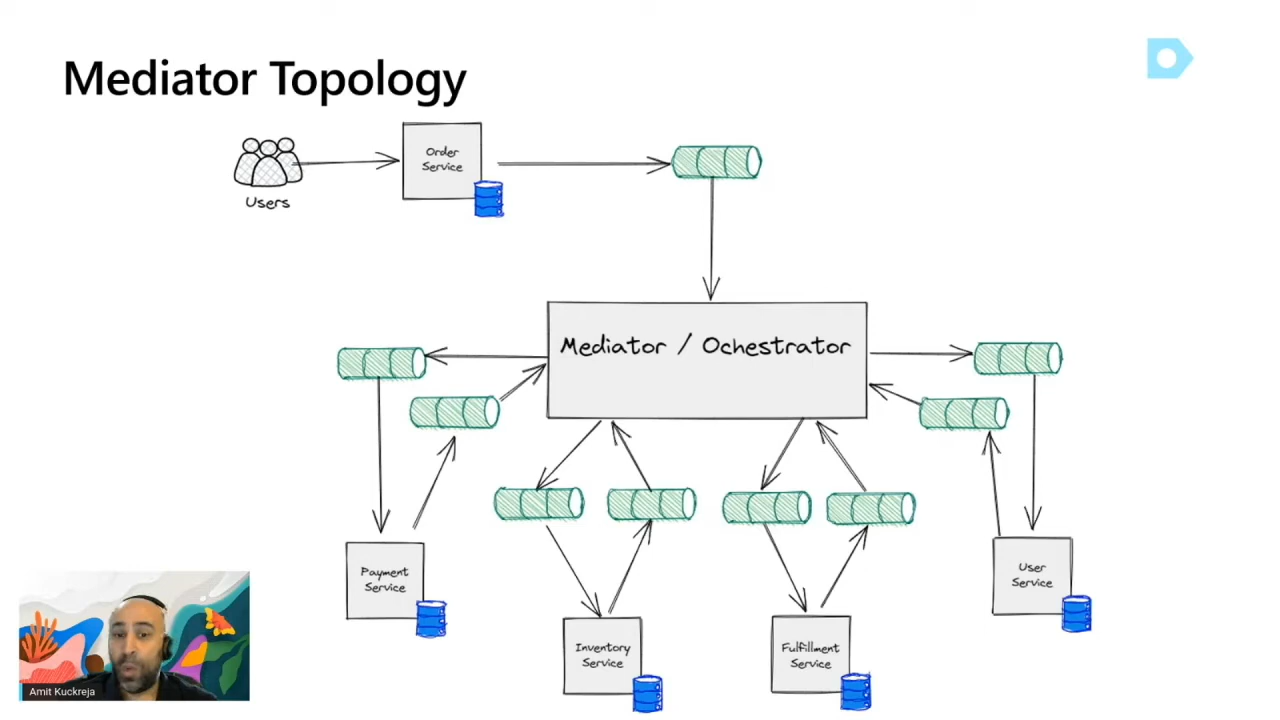 Mediator Topology
Order
Service
Users
Mediator / Ochestrator
Payment
Service
Inventory
Service
Fulfillment
Service
User
Service
Amit Kuckreja